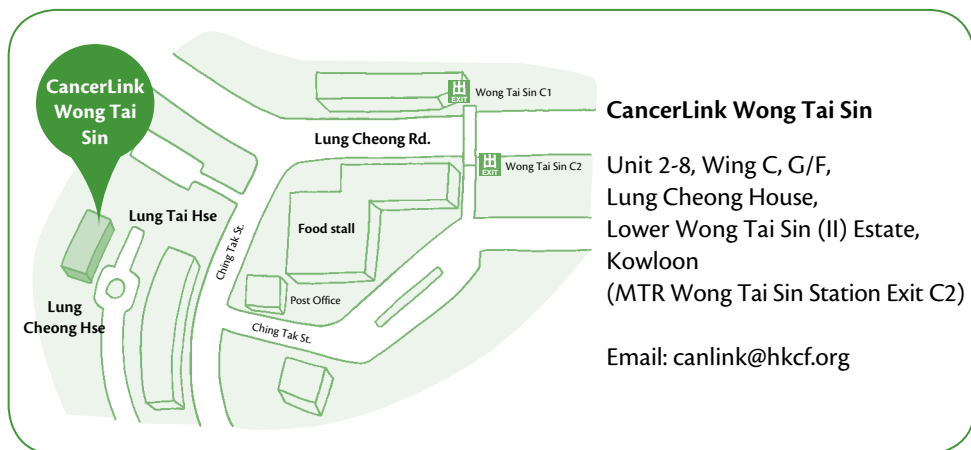 CancerLink
Wong Tai
Sin
EXIT
Wong Tai Sin C1
Lung Cheong Rd.
EXIT
Wong Tai Sin C2
Lung Tai Hse
Ching Tak St.
Food stall
Post Office
Lung
Cheong Hse
Ching Tak St.
CancerLink Wong Tai Sin
Unit 2-8, Wing C, G/F,
Lung Cheong House,
Lower Wong Tai Sin (II) Estate,
Kowloon
(MTR Wong Tai Sin Station Exit C2)
Email: canlink@hkcf.org